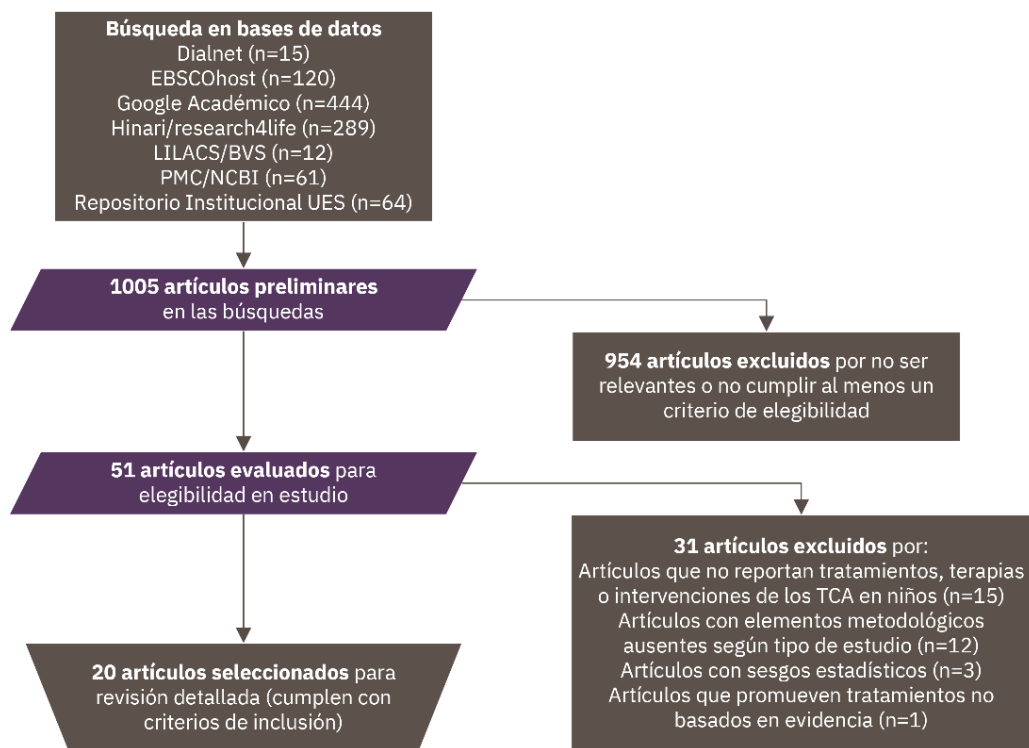 Búsqueda en bases de datos
Dialnet (n=15)
EBSCOhost (n=120)
Google Académico (n=444)
Hinari/research4life (n=289)
LILACS/BVS (n=12)
PMC/NCBI (n=61)
Repositorio Institucional UES (n=64)
1005 artículos preliminares
en las búsquedas
954 artículos excluidos por no ser
relevantes o no cumplir al menos un
criterio de elegibilidad
51 artículos evaluados para
elegibilidad en estudio
31 artículos excluidos por:
Artículos que no reportan tratamientos, terapias
o intervenciones de los TCA en niños (n=15)
Artículos con elementos metodológicos
ausentes según tipo de estudio (n=12)
Artículos con sesgos estadísticos (n=3)
Artículos que promueven tratamientos no
basados en evidencia (n=1)
20 artículos seleccionados para
revisión detallada (cumplen con
criterios de inclusión)